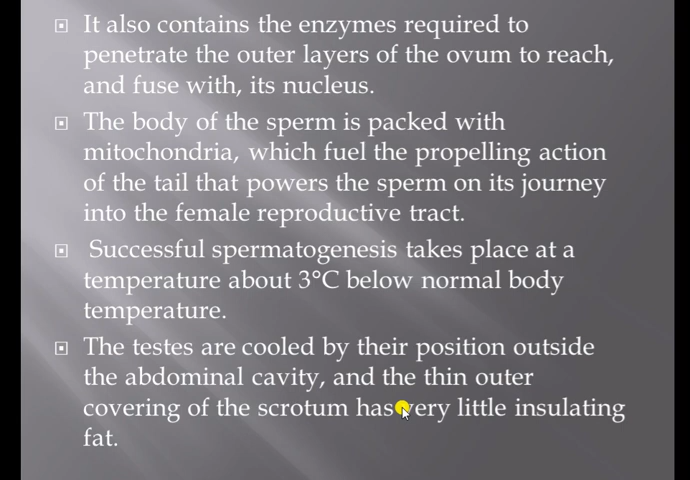 It also contains the enzymes required to
penetrate the outer layers of the ovum to reach,
and fuse with, its nucleus.
The body of the sperm is packed with
mitochondria, which fuel the propelling action
of the tail that powers the sperm on its journey
into the female reproductive tract.
Successful spermatogenesis takes place at a
temperature about 3°C below normal body
temperature.
The testes are cooled by their position outside
the abdominal cavity, and the thin outer
covering of the scrotum has very little insulating
fat.